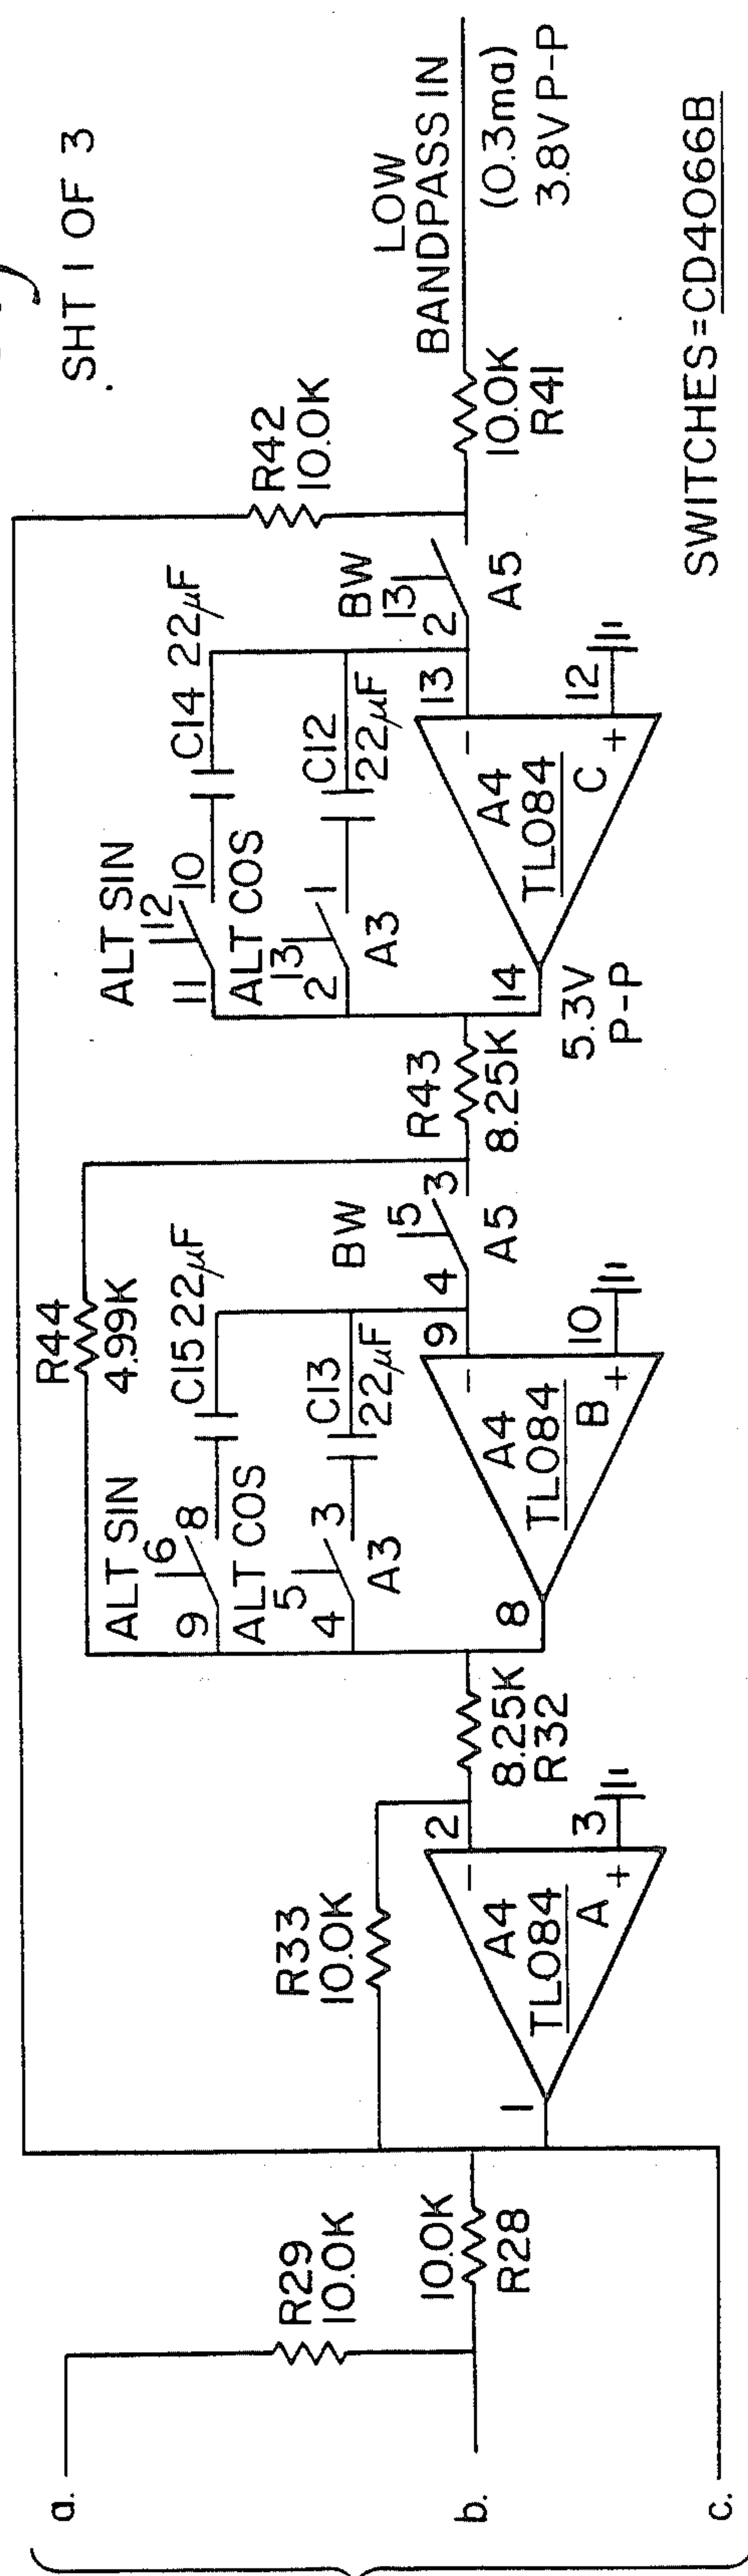 SHT 1 OF 3
a.
b.
c.
R29
10.0K
10.0K
R28
R33
10.0K
2
3
1
−
+
A4
TL084
A
8.25K
R32
R44
4.99K
ALT SIN
6
9
8
C15 22µF
ALT COS
5
4
3
C13
22µF
A3
BW
5
4
3
A5
9
10
8
−
+
A4
TL084
B
R43
8.25K
ALT SIN
12
11
10
C14 22µF
ALT COS
13
2
1
C12
22µF
A3
BW
13
2
A5
13
12
14
−
+
A4
TL084
C
5.3V
P-P
R42
10.0K
10.0K
R41
LOW
BANDPASS IN
(0.3ma)
3.8V P-P
SWITCHES=CD4066B